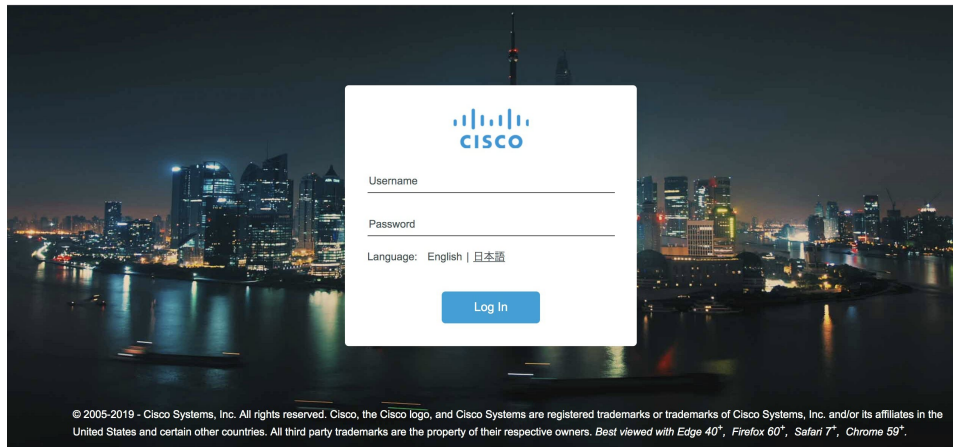 CISCO
Username
Password
Language: English | 日本語
Log In
© 2005-2019 - Cisco Systems, Inc. All rights reserved. Cisco, the Cisco logo, and Cisco Systems are registered trademarks or trademarks of Cisco Systems, Inc. and/or its affiliates in the
United States and certain other countries. All third party trademarks are the property of their respective owners. Best viewed with Edge 40+, Firefox 60+, Safari 7+, Chrome 59+.